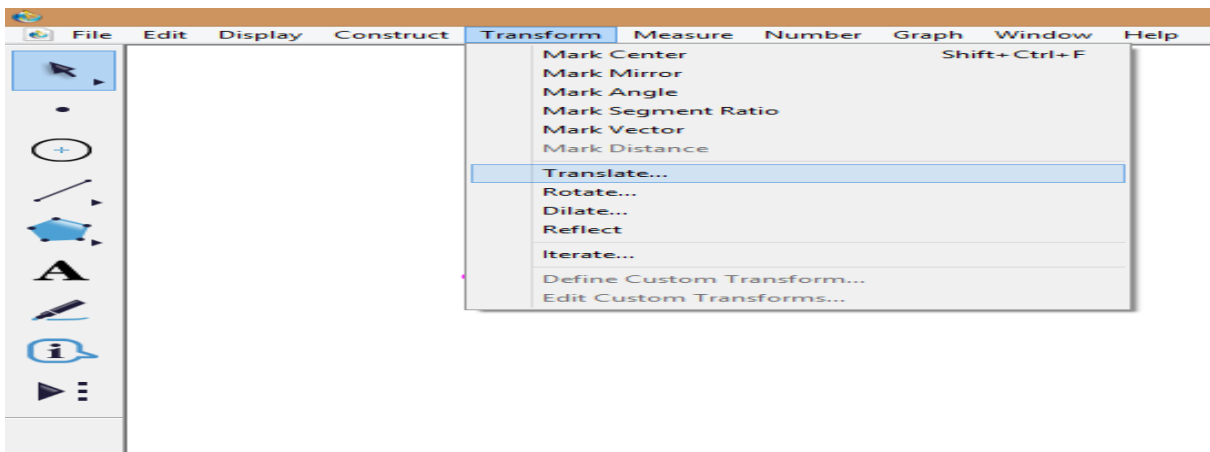 File Edit Display Construct Transform Measure Number Graph Window Help
Mark Center Shift+Ctrl+F
Mark Mirror
Mark Angle
Mark Segment Ratio
Mark Vector
Mark Distance
Translate...
Rotate...
Dilate...
Reflect
Iterate...
Define Custom Transform...
Edit Custom Transforms...
A
i